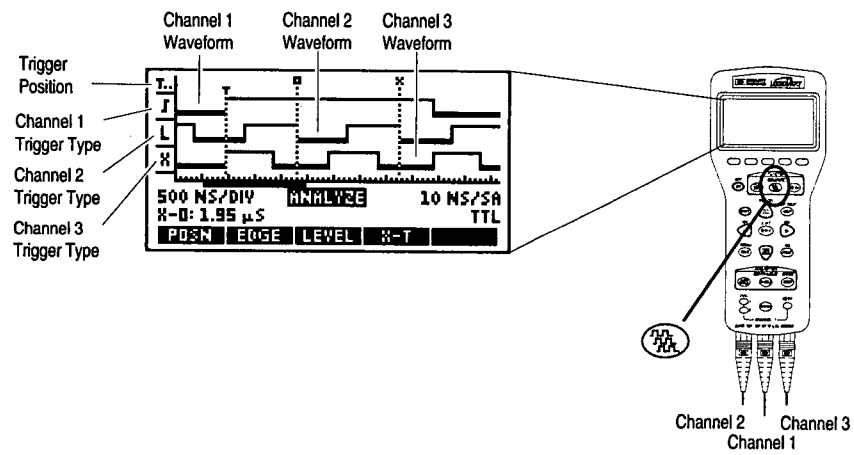 Channel 1
Waveform
Channel 2
Waveform
Channel 3
Waveform
Trigger
Position
Channel 1
Trigger Type
Channel 2
Trigger Type
Channel 3
Trigger Type
T..
T
L
X
X
500 NS/DIV ANALYZE 10 NS/SA
X-O: 1.95 µS TTL
POSN EDGE LEVEL X-T
Channel 2
Channel 1
Channel 3